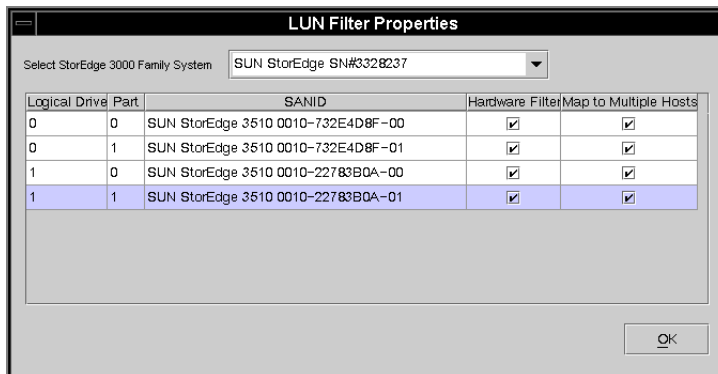 LUN Filter Properties
Select StorEdge 3000 Family System SUN StorEdge SN#3328237
Logical Drive Part SANID Hardware Filter Map to Multiple Hosts
0 0 SUN StorEdge 3510 0010-732E4D8F-00
0 1 SUN StorEdge 3510 0010-732E4D8F-01
1 0 SUN StorEdge 3510 0010-22783B0A-00
1 1 SUN StorEdge 3510 0010-22783B0A-01
OK